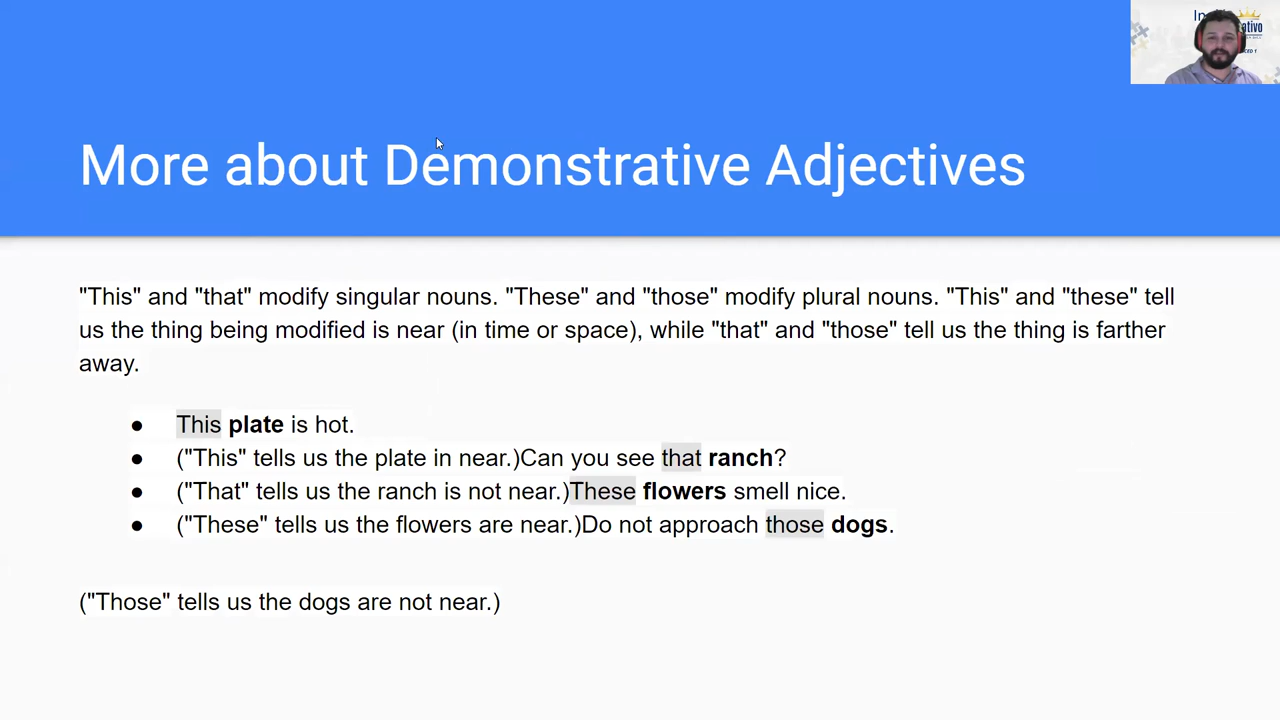 More about Demonstrative Adjectives
"This" and "that" modify singular nouns. "These" and "those" modify plural nouns. "This" and "these" tell
us the thing being modified is near (in time or space), while "that" and "those" tell us the thing is farther
away.
● This plate is hot.
● ("This" tells us the plate in near.)Can you see that ranch?
● ("That" tells us the ranch is not near.)These flowers smell nice.
● ("These" tells us the flowers are near.)Do not approach those dogs.
("Those" tells us the dogs are not near.)